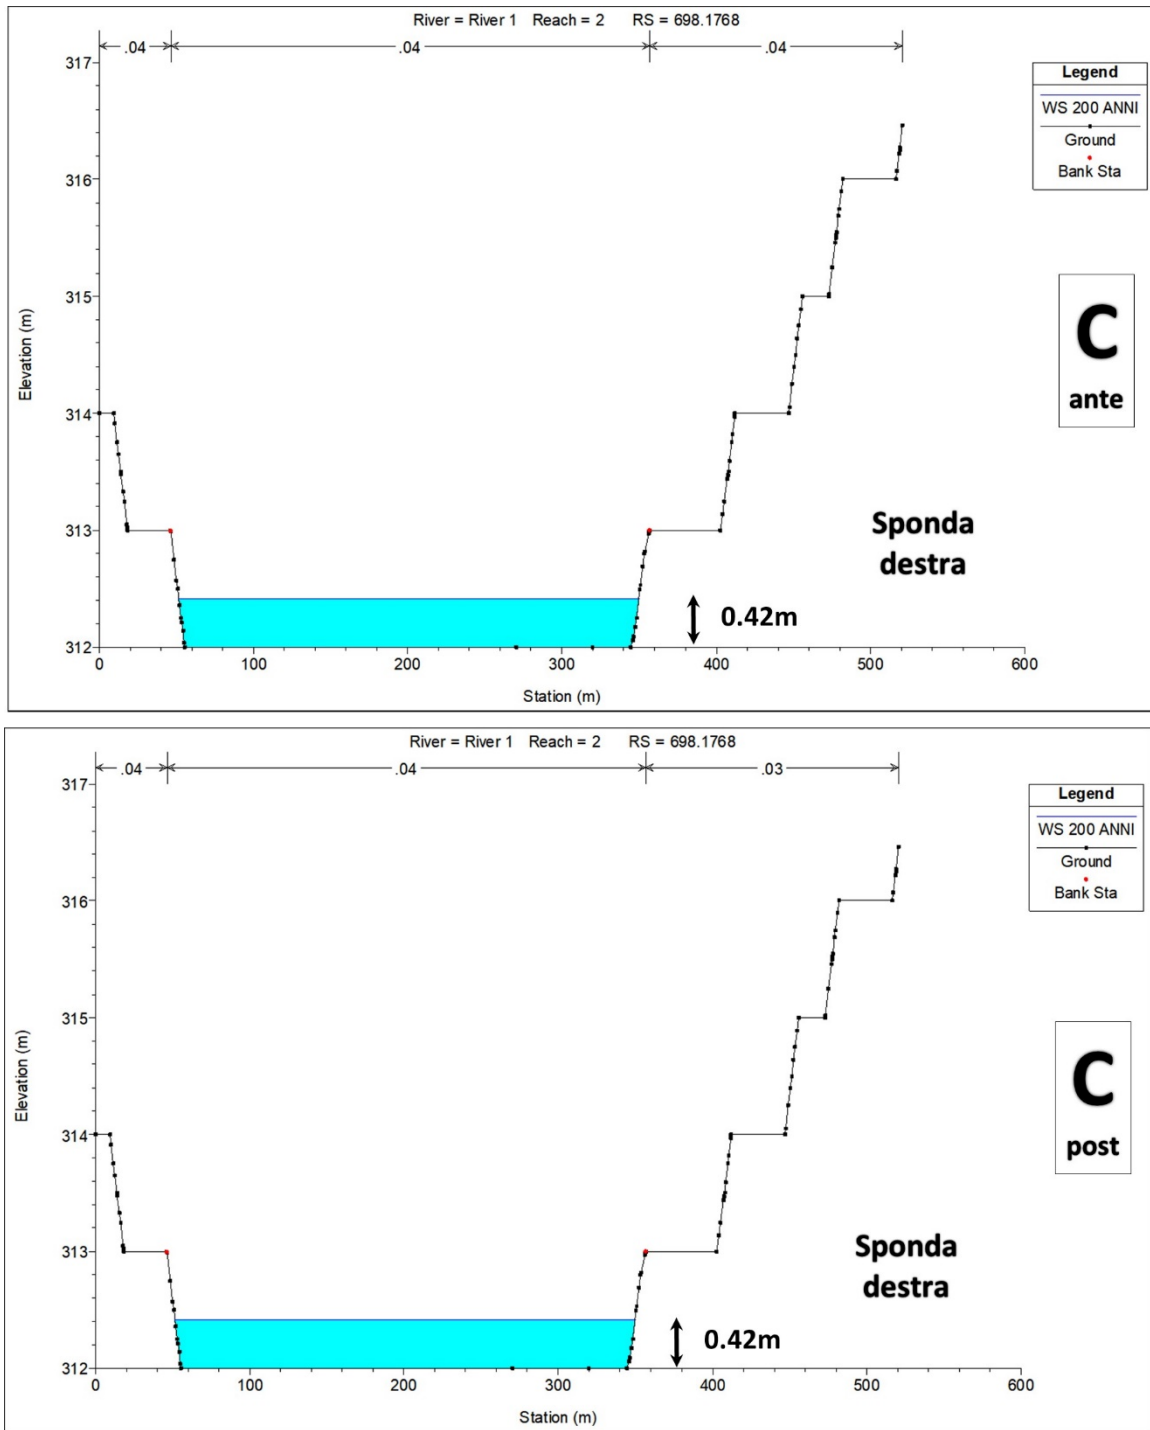 River = River 1 Reach = 2 RS = 698.1768
.04 .04 .04
317
316
315
314
313
312
Elevation (m)
0 100 200 300 400 500 600
Station (m)
Legend
WS 200 ANNI
Ground
Bank Sta
C
ante
Sponda
destra
0.42m
River = River 1 Reach = 2 RS = 698.1768
.04 .04 .03
317
316
315
314
313
312
Elevation (m)
0 100 200 300 400 500 600
Station (m)
Legend
WS 200 ANNI
Ground
Bank Sta
C
post
Sponda
destra
0.42m